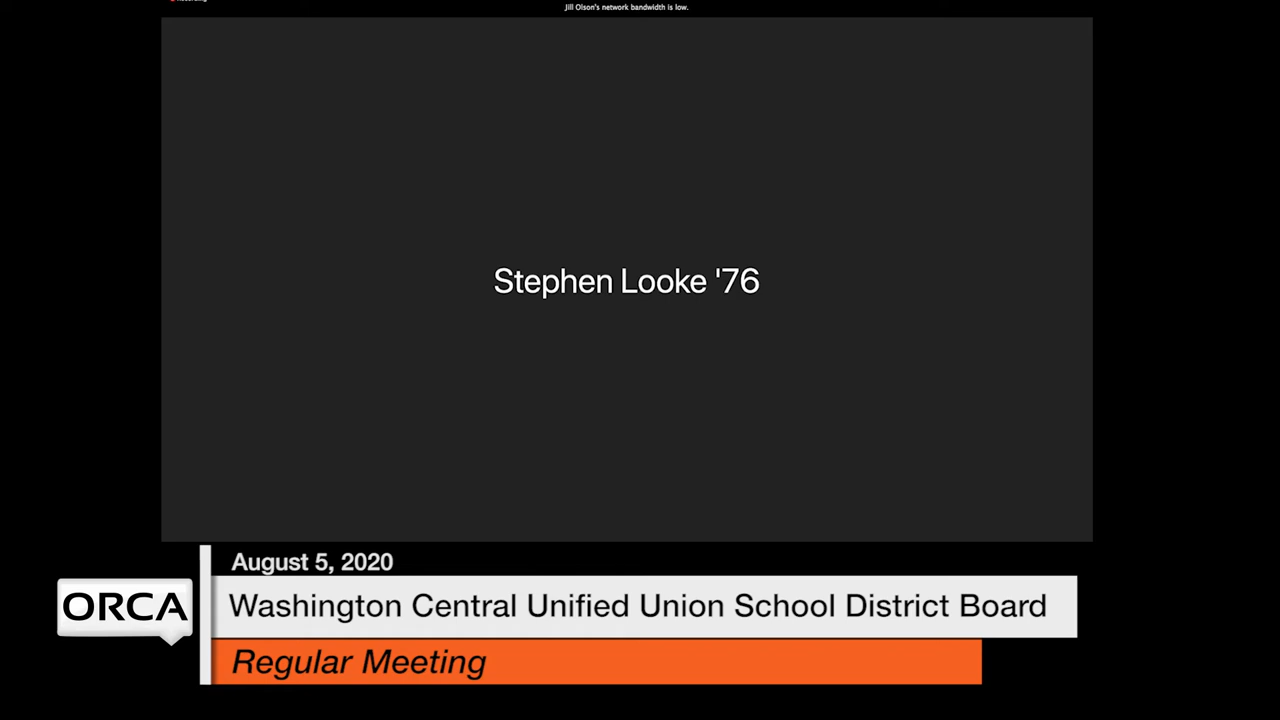 Jill Olson's network bandwidth is low.
Stephen Looke '76
August 5, 2020
ORCA
Washington Central Unified Union School District Board
Regular Meeting